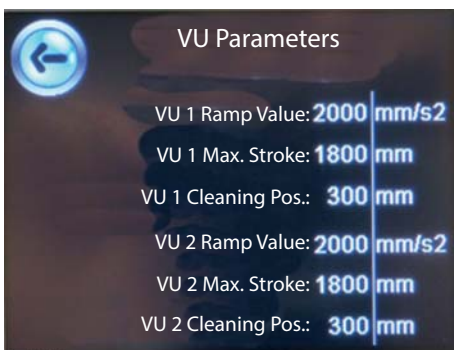 VU Parameters
VU 1 Ramp Value: 2000 mm/s2
VU 1 Max. Stroke: 1800 mm
VU 1 Cleaning Pos.: 300 mm
VU 2 Ramp Value: 2000 mm/s2
VU 2 Max. Stroke: 1800 mm
VU 2 Cleaning Pos.: 300 mm